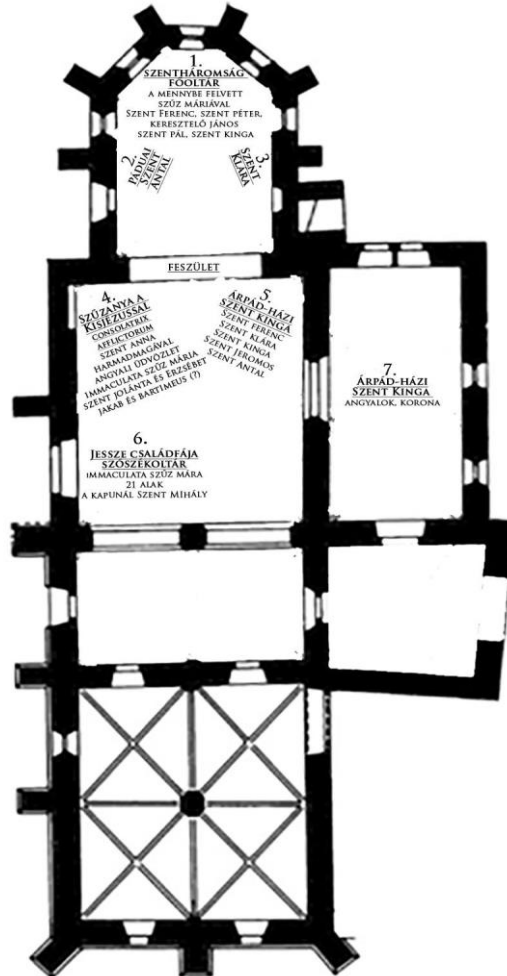 1.
SZENTHÁROMSÁG
FŐOLTÁR
A MENNYBE FELVETT
SZŰZ MÁRIÁVAL
SZENT FERENC, SZENT PÉTER,
KERESZTELŐ JÁNOS
SZENT PÁL, SZENT KINGA
2.
PÁDUAI
SZENT
ANTAL
3.
SZENT
KLÁRA
FESZÜLET
4.
SZŰZANYA A
KISJÉZUSSAL
CONSOLATRIX
AFFLICTORUM
SZENT ANNA
HARMADMAGÁVAL
ANGYALI ÜDVÖZLET
IMMACULATA SZŰZ MÁRIA
SZENT JOLÁNTA ÉS ERZSÉBET
JAKAB ÉS BARTIMEUS (?)
5.
ÁRPÁD-HÁZI
SZENT KINGA
SZENT FERENC
SZENT KLÁRA
SZENT KINGA
SZENT JEROMOS
SZENT ANTAL
6.
JESSZE CSALÁDFÁJA
SZÓSZÉKOLTÁR
IMMACULATA SZŰZ MÁRA
21 ALAK
A KAPUNÁL SZENT MIHÁLY
7.
ÁRPÁD-HÁZI
SZENT KINGA
ANGYALOK, KORONA